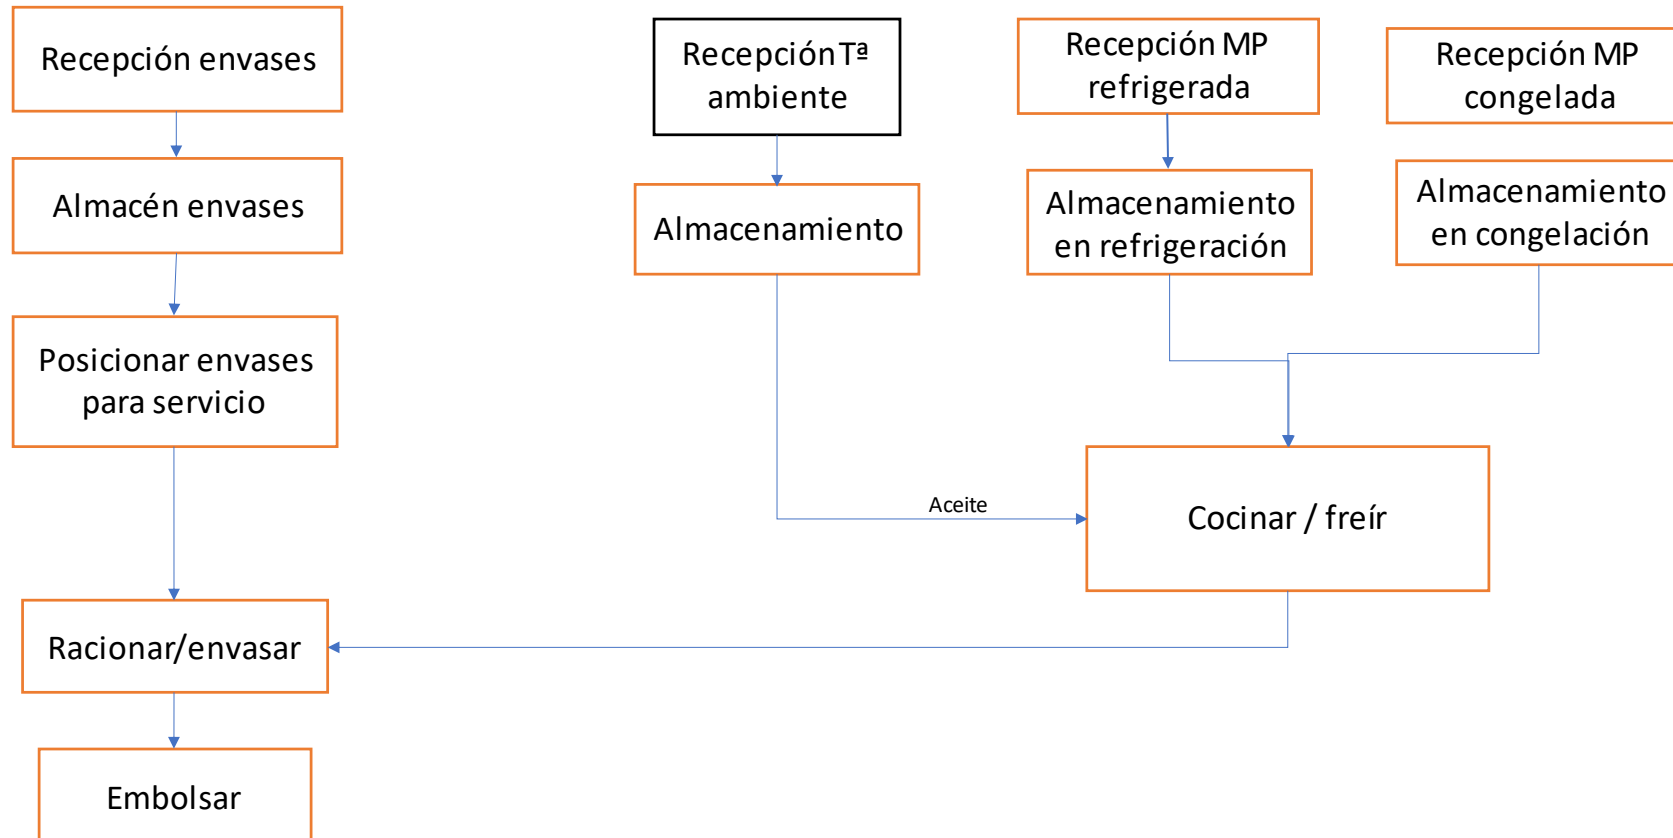 Recepción envases
Recepción Tª
ambiente
Recepción MP
refrigerada
Recepción MP
congelada
Almacén envases
Almacenamiento
Almacenamiento
en refrigeración
Almacenamiento
en congelación
Posicionar envases
para servicio
Aceite
Cocinar / freír
Racionar/envasar
Embolsar